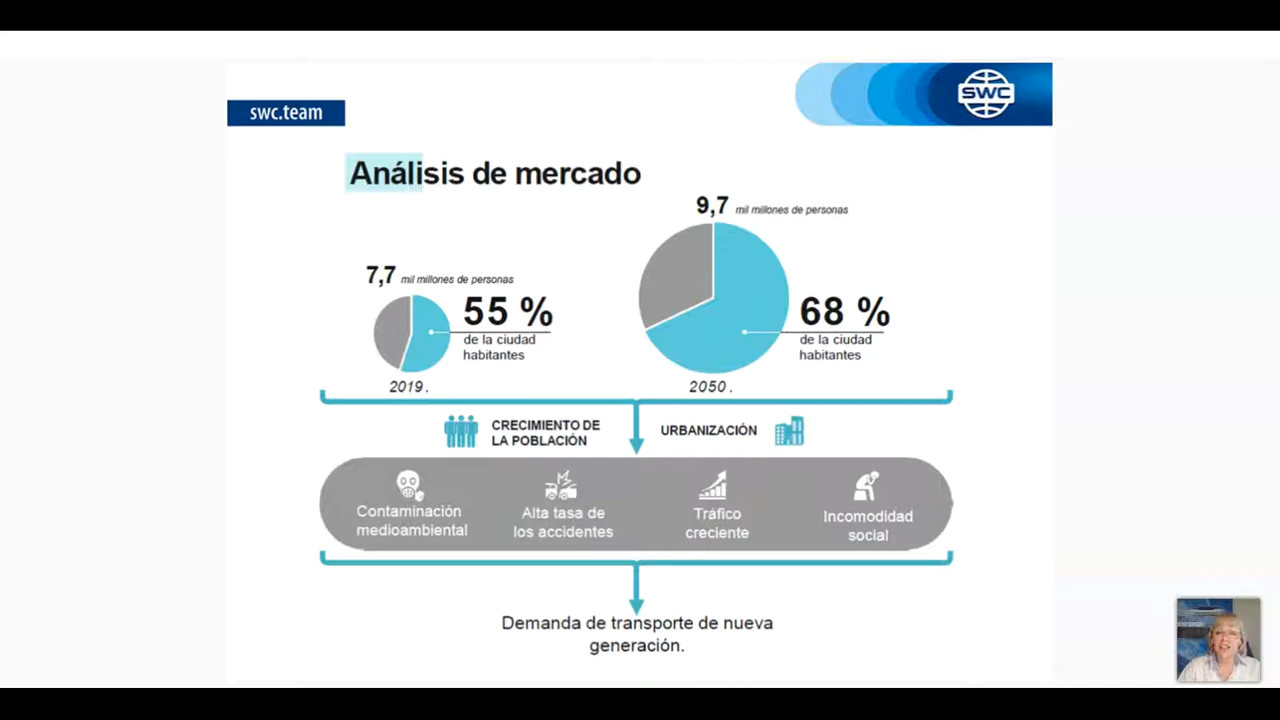 swc.team
SWC
Análisis de mercado
9,7 mil millones de personas
7,7 mil millones de personas
55 %
de la ciudad
habitantes
68 %
de la ciudad
habitantes
2019.
2050.
CRECIMIENTO DE
LA POBLACIÓN
URBANIZACIÓN
Contaminación
medioambiental
Alta tasa de
los accidentes
Tráfico
creciente
Incomodidad
social
Demanda de transporte de nueva
generación.